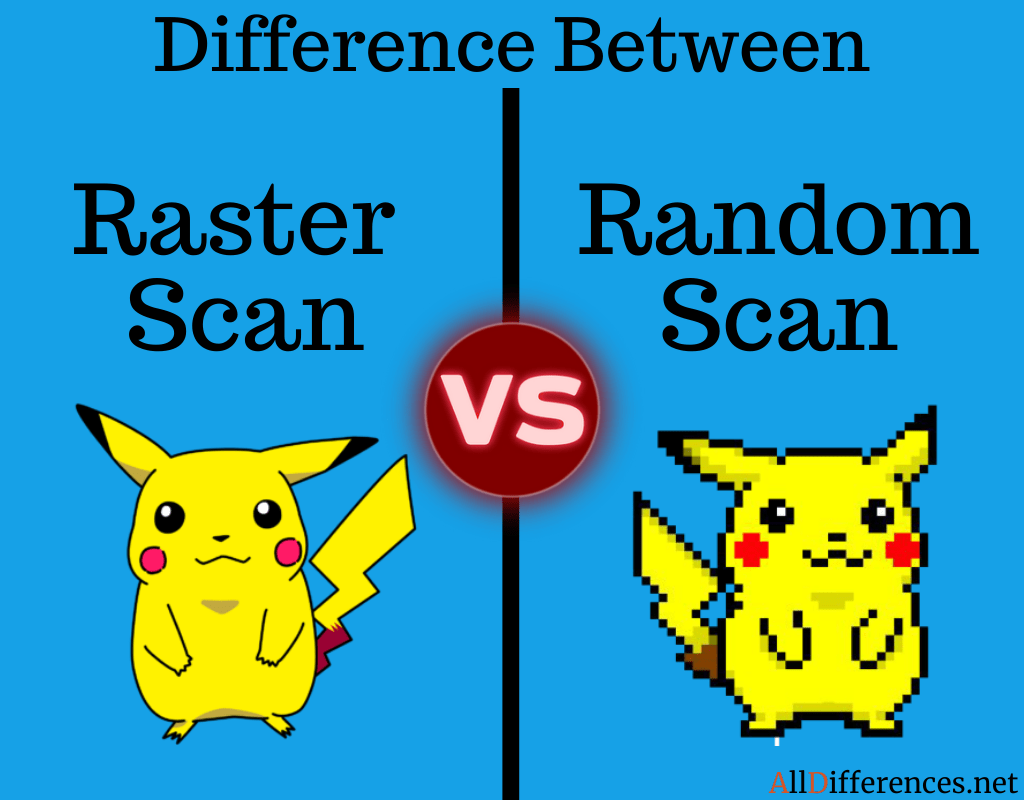 Difference Between
Raster
Scan
Random
Scan
VS
AllDifferences.net